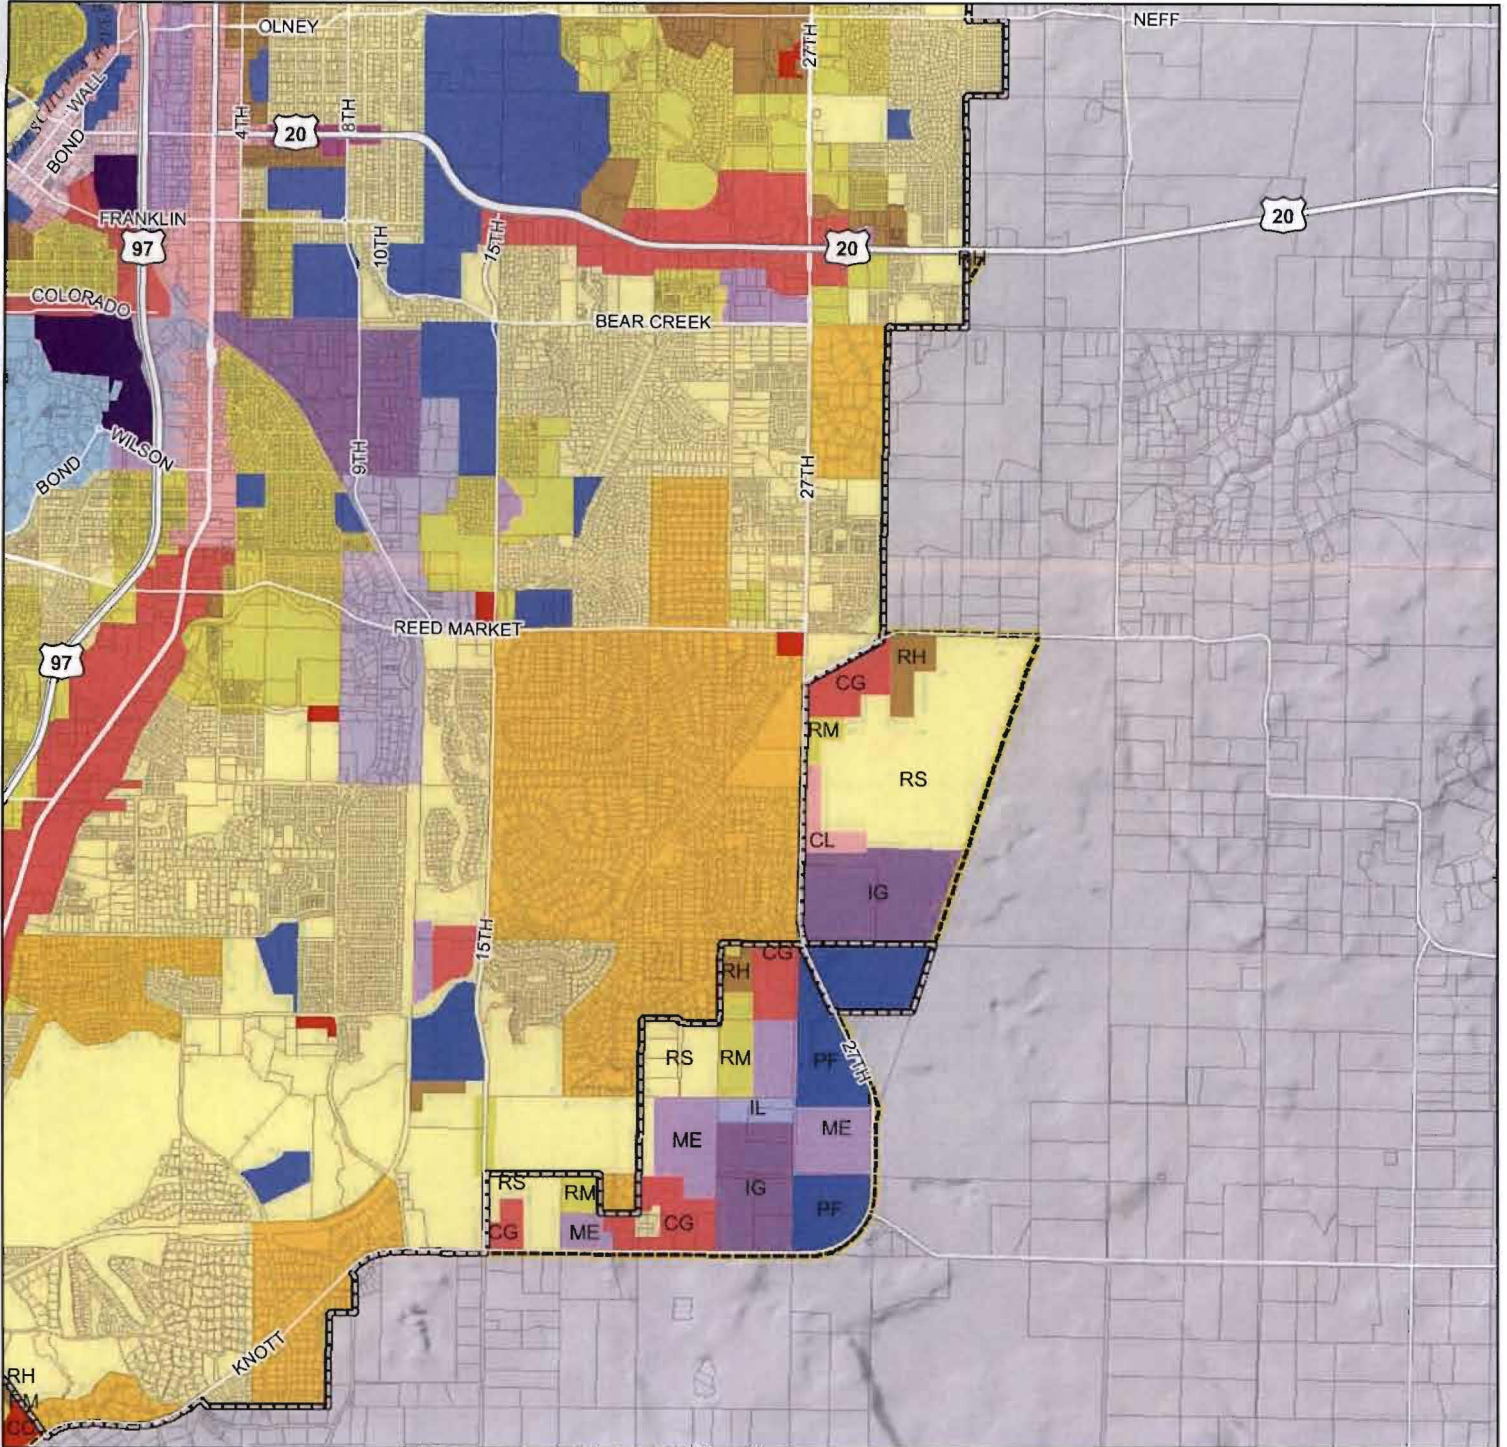 OLNEY
NEFF
27TH
WALL
BOND
4TH
8TH
20
FRANKLIN
97
10TH
15TH
20
20
RH
COLORADO
BEAR CREEK
WILSON
BOND
9TH
27TH
REED MARKET
97
RH
CG
RM
RS
CL
IG
15TH
CG
RH
RS
RM
PF
27TH
IL
ME
ME
RS
RM
IG
PF
CG
ME
CG
KNOTT
RH
RM